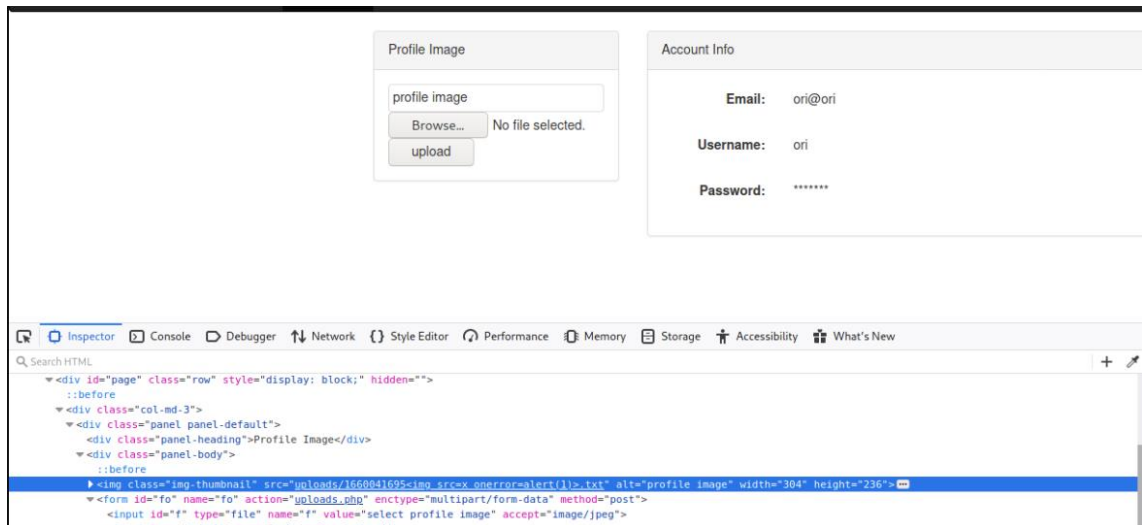 Profile Image
Account Info
profile image
Browse...
No file selected.
upload
Email:
ori@ori
Username:
ori
Password:
*******
Inspector
Console
Debugger
Network
Style Editor
Performance
Memory
Storage
Accessibility
What's New
Search HTML
<div id="page" class="row" style="display: block;" hidden="">
::before
<div class="col-md-3">
<div class="panel panel-default">
<div class="panel-heading">Profile Image</div>
<div class="panel-body">
::before
<img class="img-thumbnail" src="uploads/1660041695<img src=x onerror=alert(1)>.txt" alt="profile image" width="304" height="236">
<form id="fo" name="fo" action="uploads.php" enctype="multipart/form-data" method="post">
<input id="f" type="file" name="f" value="select profile image" accept="image/jpeg">